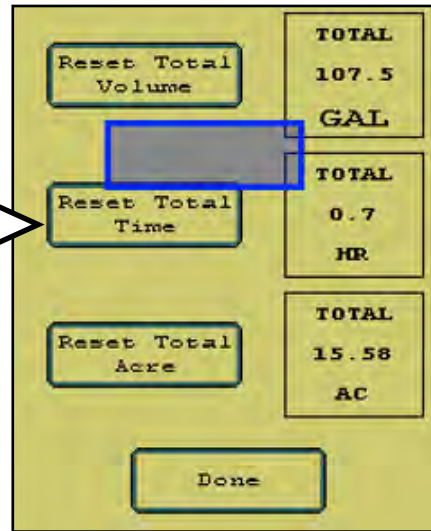 Reset Total
Volume
TOTAL
107.5
GAL
Reset Total
Time
TOTAL
0.7
HR
Reset Total
Acre
TOTAL
15.58
AC
Done